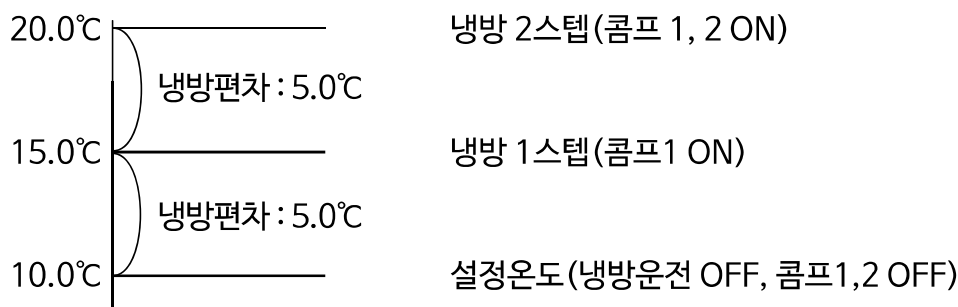 20.0℃ 냉방 2스텝(콤프 1, 2 ON)
냉방편차 : 5.0℃
15.0℃ 냉방 1스텝(콤프1 ON)
냉방편차 : 5.0℃
10.0℃ 설정온도(냉방운전 OFF, 콤프1,2 OFF)